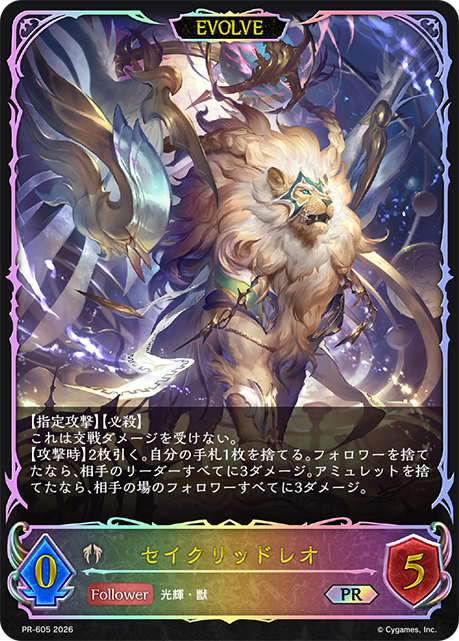 EVOLVE
【指定攻撃】【必殺】
これは交戦ダメージを受けない。
【攻撃時】2枚引く。自分の手札1枚を捨てる。フォロワーを捨て
たなら、相手のリーダーすべてに3ダメージ。アミュレットを捨
てたなら、相手の場のフォロワーすべてに3ダメージ。
0
セイクリッドレオ
5
Follower 光輝・獣
PR
PR-605 2026
© Cygames, Inc.